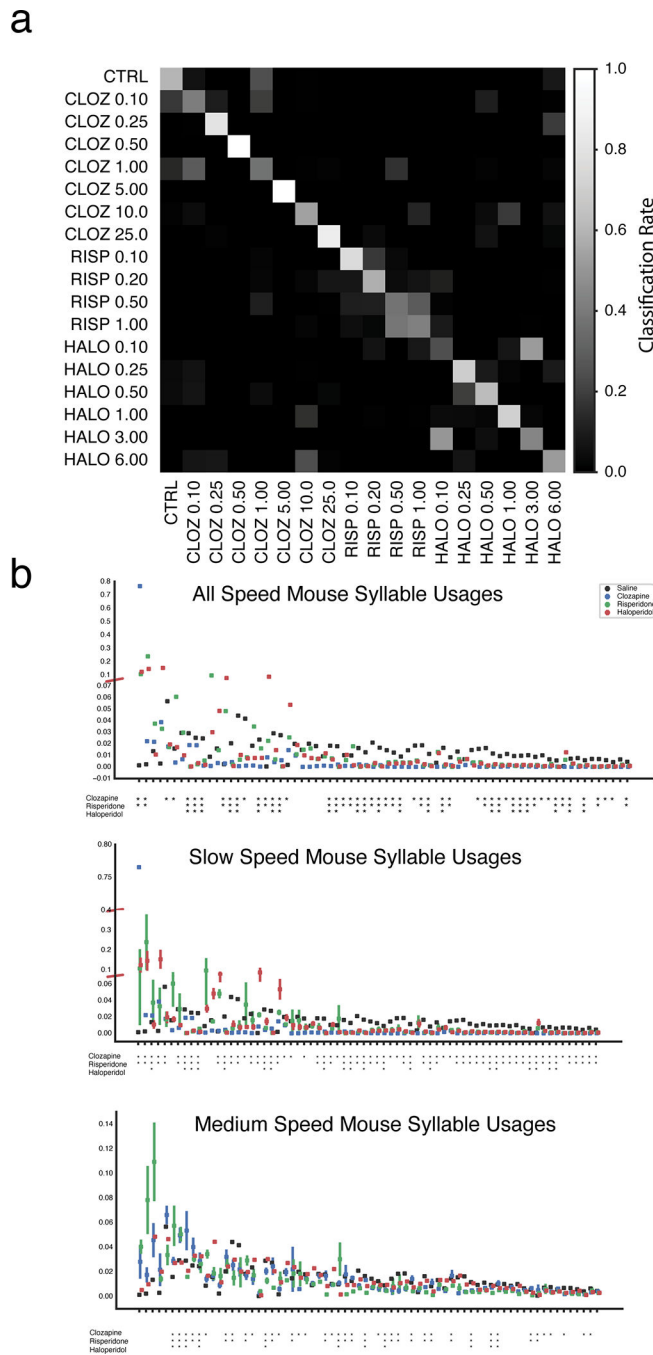 a
CTRL
CLOZ 0.10
CLOZ 0.25
CLOZ 0.50
CLOZ 1.00
CLOZ 5.00
CLOZ 10.0
CLOZ 25.0
RISP 0.10
RISP 0.20
RISP 0.50
RISP 1.00
HALO 0.10
HALO 0.25
HALO 0.50
HALO 1.00
HALO 3.00
HALO 6.00
1.0
0.8
0.6
0.4
0.2
0.0
Classification Rate
CTRL
CLOZ 0.10
CLOZ 0.25
CLOZ 0.50
CLOZ 1.00
CLOZ 5.00
CLOZ 10.0
CLOZ 25.0
RISP 0.10
RISP 0.20
RISP 0.50
RISP 1.00
HALO 0.10
HALO 0.25
HALO 0.50
HALO 1.00
HALO 3.00
HALO 6.00
b
All Speed Mouse Syllable Usages
Saline
Clozapine
Risperidone
Haloperidol
0.8
0.7
0.6
0.5
0.4
0.3
0.2
0.1
0.07
0.06
0.05
0.04
0.03
0.02
0.01
0.00
−0.01
Clozapine
Risperidone
Haloperidol
Slow Speed Mouse Syllable Usages
0.80
0.75
0.4
0.3
0.2
0.1
0.06
0.04
0.02
0.00
Clozapine
Risperidone
Haloperidol
Medium Speed Mouse Syllable Usages
0.14
0.12
0.10
0.08
0.06
0.04
0.02
0.00
Clozapine
Risperidone
Haloperidol